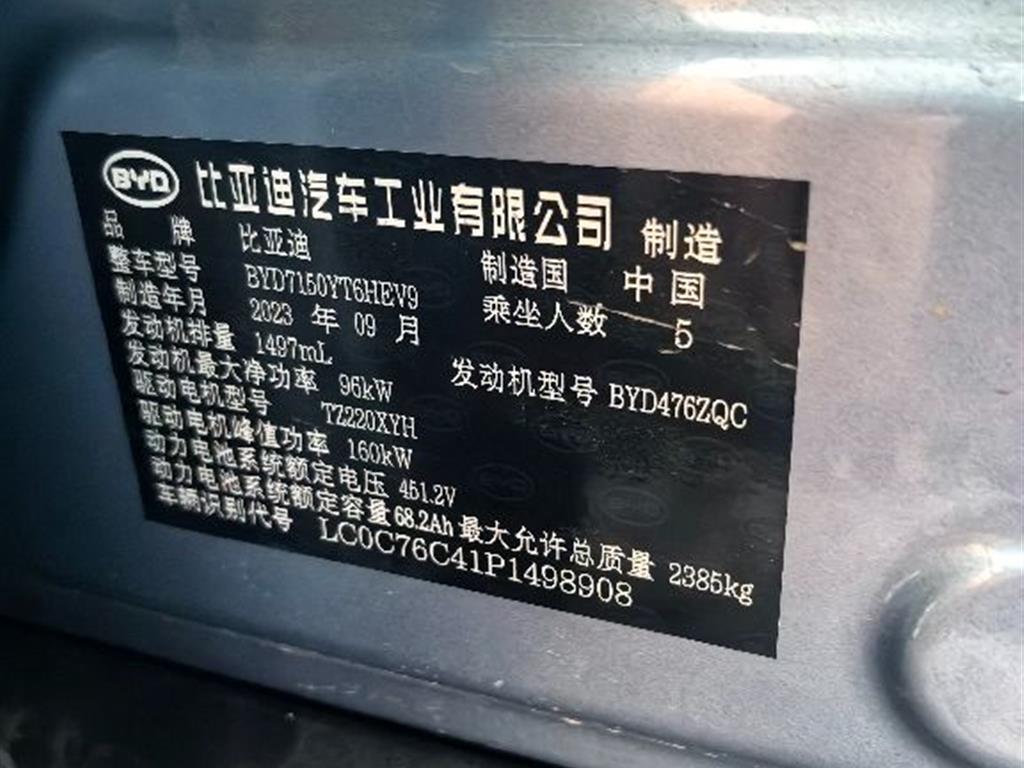 BYD 比亚迪汽车工业有限公司 制造
品牌 比亚迪 制造国 中国
整车型号 BYD7150YT6HEV9 乘坐人数 5
制造年月 2023 年 09 月
发动机排量 1497mL 发动机型号 BYD476ZQC
发动机最大净功率 96kW
驱动电机型号 TZ220XYH
驱动电机峰值功率 160kW
动力电池系统额定电压 451.2V
动力电池系统额定容量 68.2Ah 最大允许总质量 2385kg
车辆识别代号 LC0C76C41P1498908